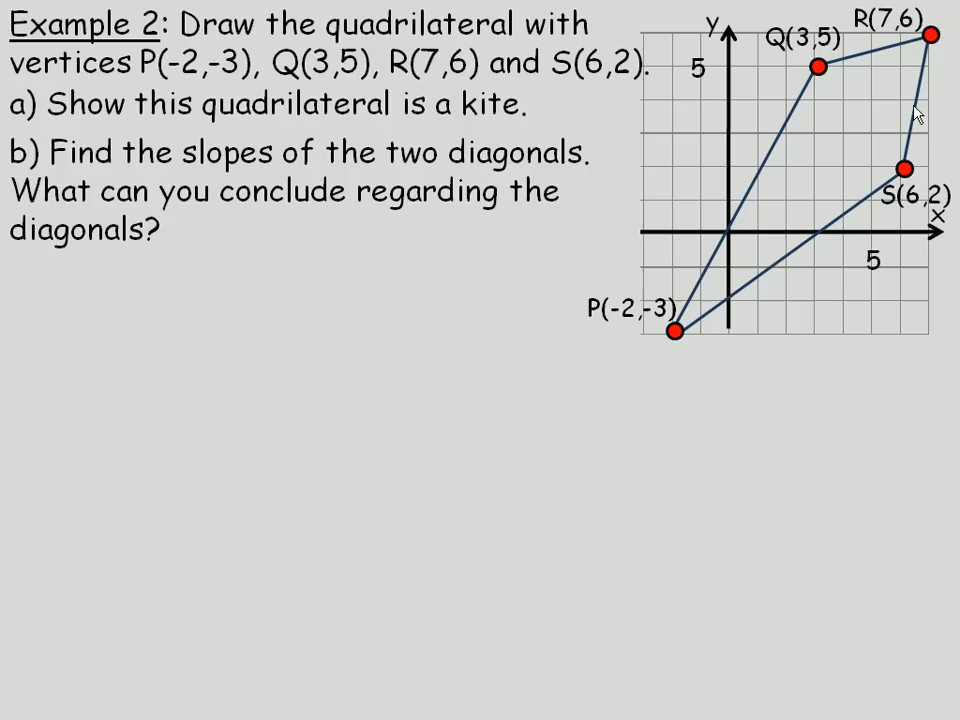 Example 2: Draw the quadrilateral with
vertices P(-2,-3), Q(3,5), R(7,6) and S(6,2).
a) Show this quadrilateral is a kite.
b) Find the slopes of the two diagonals.
What can you conclude regarding the
diagonals?
y
R(7,6)
Q(3,5)
5
S(6,2)
x
5
P(-2,-3)